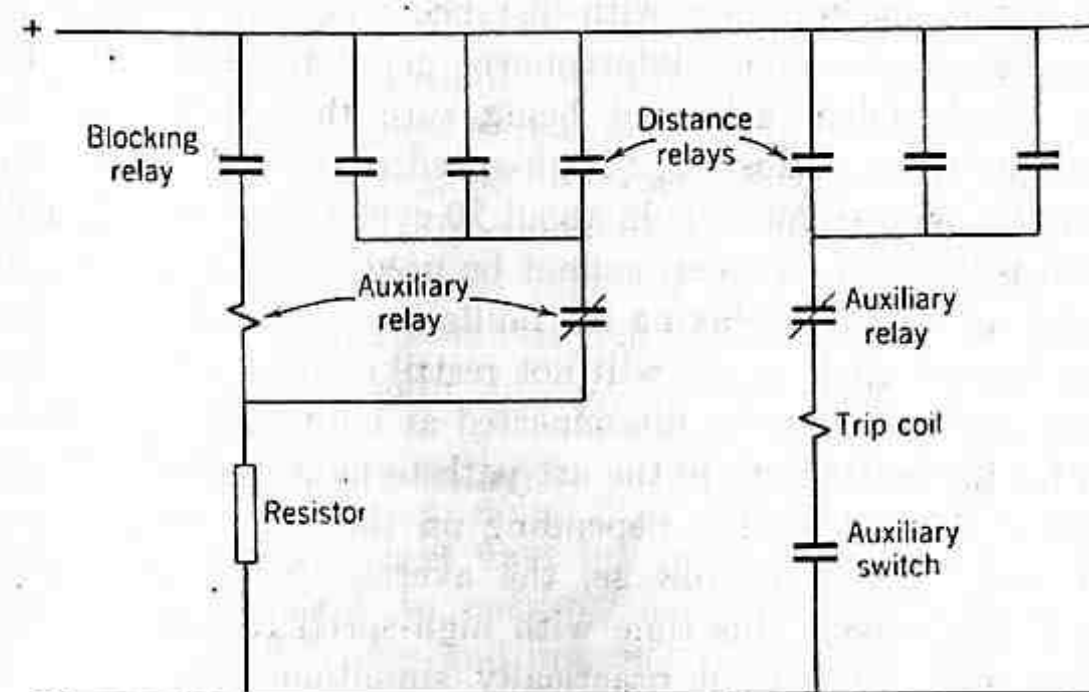 +
Blocking
relay
Distance
relays
Auxiliary
relay
Auxiliary
relay
Trip coil
Resistor
Auxiliary
switch